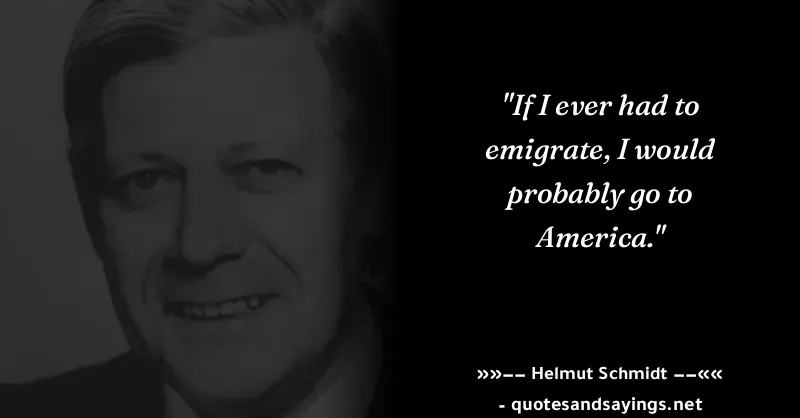 "If I ever had to
emigrate, I would
probably go to
America."
»»−− Helmut Schmidt −−««
- quotesandsayings.net